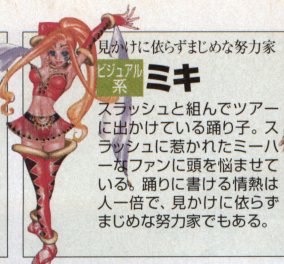 見かけに依らずまじめな努力家
ビジュアル系 ミキ
スラッシュと組んでツアー
に出かけている踊り子。ス
ラッシュに惹かれたミーハ
ーなファンに頭を悩ませて
いる。踊りに書ける情熱は
人一倍で、見かけに依らず
まじめな努力家でもある。